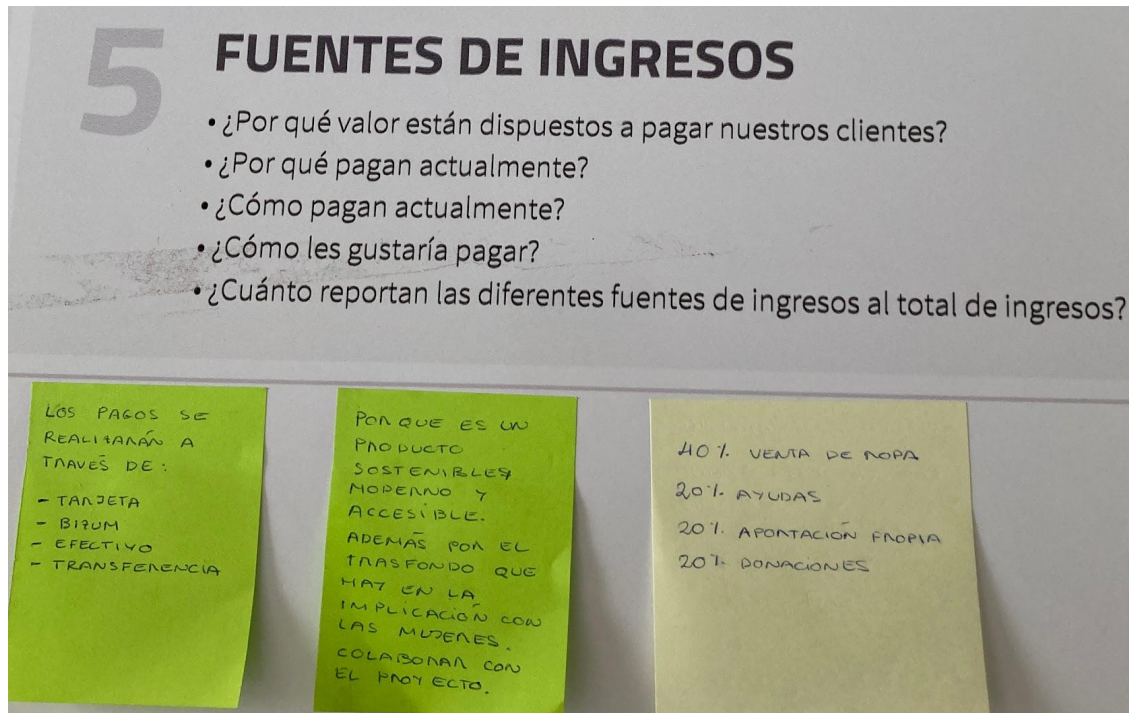 5
FUENTES DE INGRESOS
• ¿Por qué valor están dispuestos a pagar nuestros clientes?
• ¿Por qué pagan actualmente?
• ¿Cómo pagan actualmente?
• ¿Cómo les gustaría pagar?
• ¿Cuánto reportan las diferentes fuentes de ingresos al total de ingresos?
LOS PAGOS SE
REALIZARÁN A
TRAVÉS DE:
- TARJETA
- BIZUM
- EFECTIVO
- TRANSFERENCIA
POR QUE ES UN
PRODUCTO
SOSTENIBLES,
MODERNO Y
ACCESIBLE.
ADEMÁS POR EL
TRASFONDO QUE
HAY EN LA
IMPLICACIÓN CON
LAS MUJERES.
COLABORAR CON
EL PROYECTO.
40% VENTA DE ROPA
20% AYUDAS
20% APORTACIÓN PROPIA
20% DONACIONES